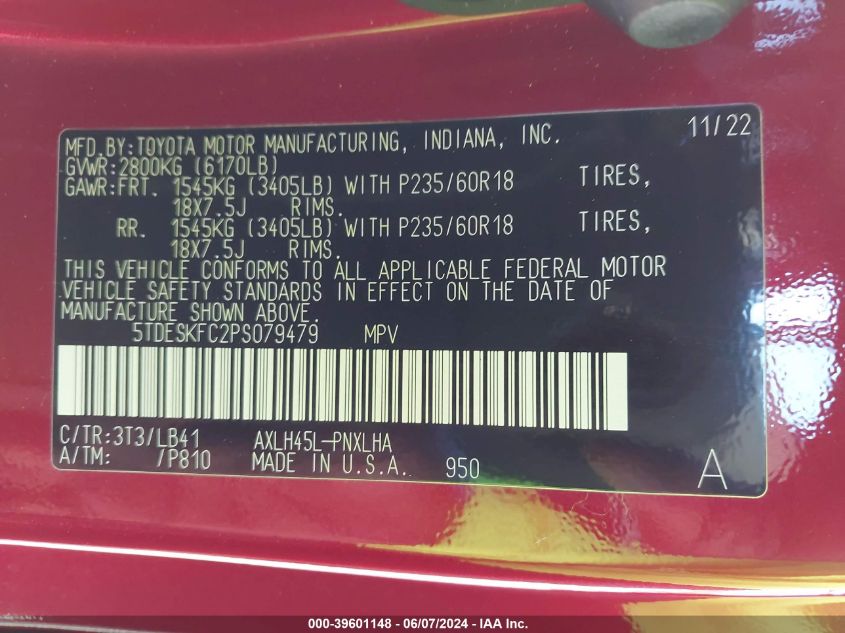 MFD.BY:TOYOTA MOTOR MANUFACTURING, INDIANA, INC. 11/22
GVWR:2800KG (6170LB)
GAWR:FRT. 1545KG (3405LB) WITH P235/60R18 TIRES,
18X7.5J RIMS.
RR. 1545KG (3405LB) WITH P235/60R18 TIRES,
18X7.5J RIMS.
THIS VEHICLE CONFORMS TO ALL APPLICABLE FEDERAL MOTOR
VEHICLE SAFETY STANDARDS IN EFFECT ON THE DATE OF
MANUFACTURE SHOWN ABOVE.
5TDESKFC2PS079479 MPV
C/TR:3T3/LB41 AXLH45L-PNXLHA
A/TM: /P810 MADE IN U.S.A. 950 A
000-39601148 - 06/07/2024 - IAA Inc.